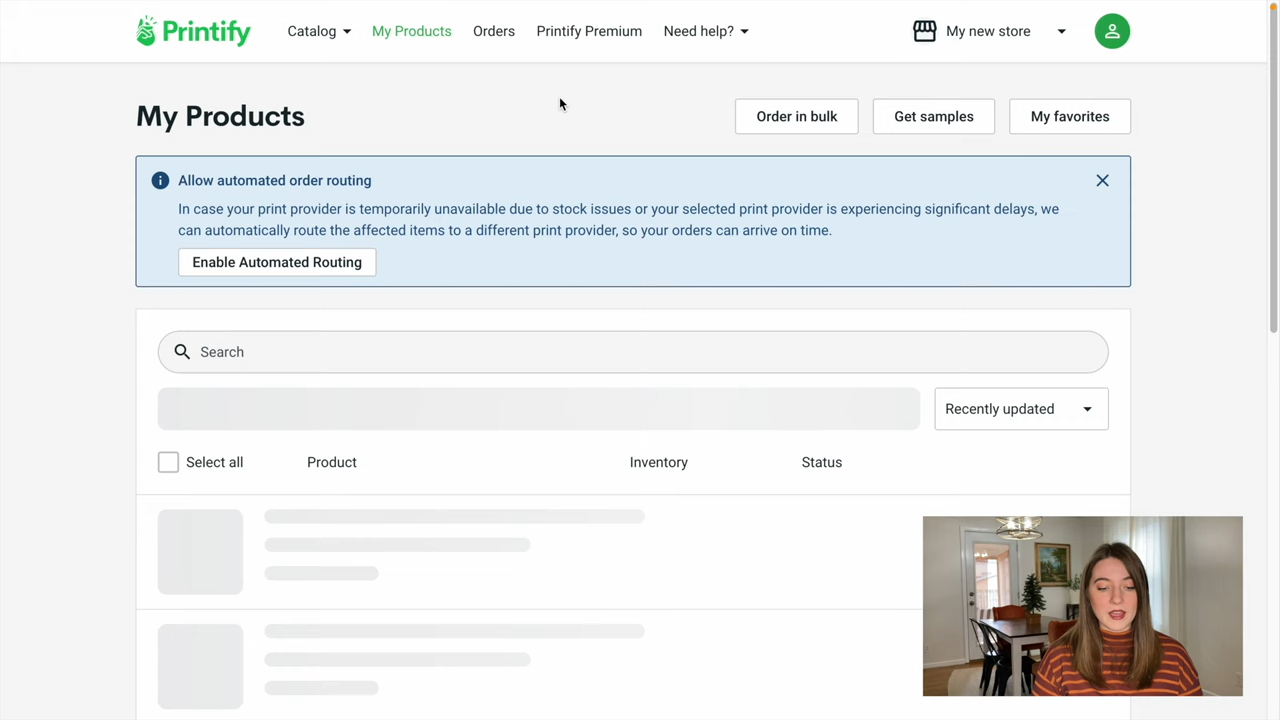 Printify
Catalog
My Products
Orders
Printify Premium
Need help?
My new store
My Products
Order in bulk
Get samples
My favorites
Allow automated order routing
In case your print provider is temporarily unavailable due to stock issues or your selected print provider is experiencing significant delays, we
can automatically route the affected items to a different print provider, so your orders can arrive on time.
Enable Automated Routing
Search
Recently updated
Select all
Product
Inventory
Status